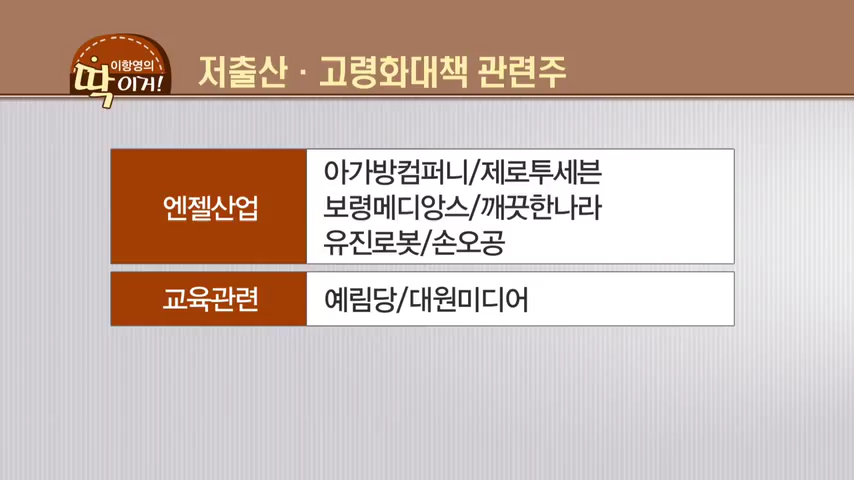 이항영의
딱 이거!
저출산 · 고령화대책 관련주
엔젤산업
아가방컴퍼니/제로투세븐
보령메디앙스/깨끗한나라
유진로봇/손오공
교육관련
예림당/대원미디어